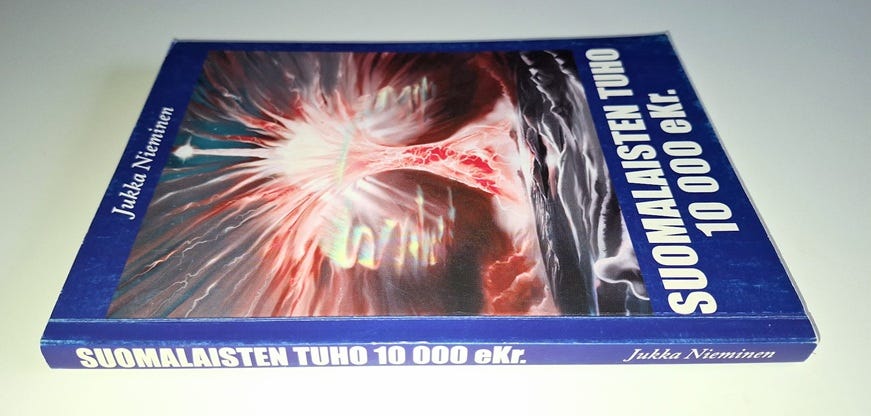 Jukka Nieminen
SUOMALAISTEN TUHO
10 000 eKr.
SUOMALAISTEN TUHO 10 000 eKr.
Jukka Nieminen